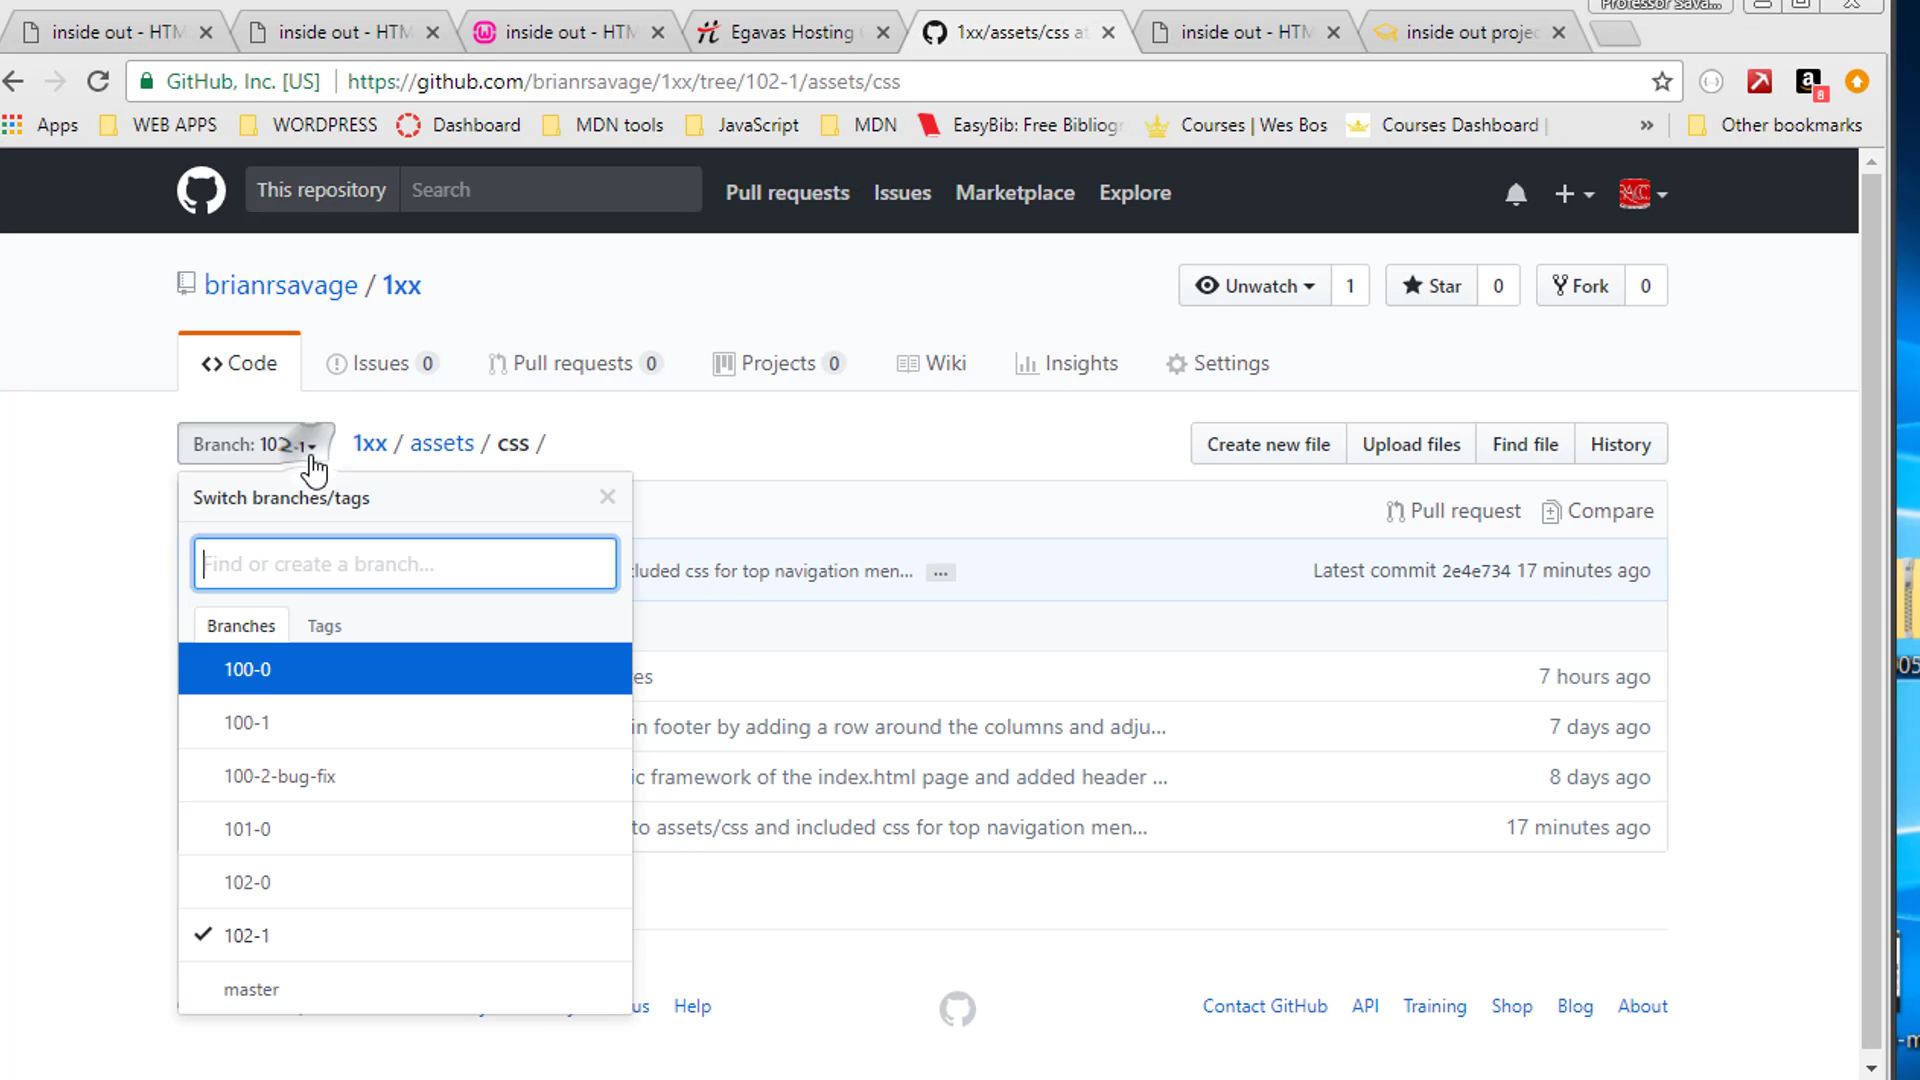 Professor Sava...
inside out - HTM
inside out - HTM
inside out - HTM
Egavas Hosting
1xx/assets/css at
inside out - HTM
inside out projec
GitHub, Inc. [US]
https://github.com/brianrsavage/1xx/tree/102-1/assets/css
8
Apps
WEB APPS
WORDPRESS
Dashboard
MDN tools
JavaScript
MDN
EasyBib: Free Bibliogr
Courses | Wes Bos
Courses Dashboard |
»
Other bookmarks
This repository
Search
Pull requests
Issues
Marketplace
Explore
RACC
brianrsavage / 1xx
Unwatch
1
Star
0
Fork
0
Code
Issues 0
Pull requests 0
Projects 0
Wiki
Insights
Settings
Branch: 102-1
1xx / assets / css /
Create new file
Upload files
Find file
History
Switch branches/tags
Pull request
Compare
Find or create a branch...
cluded css for top navigation men...
...
Latest commit 2e4e734 17 minutes ago
Branches
Tags
100-0
es
7 hours ago
100-1
in footer by adding a row around the columns and adju...
7 days ago
100-2-bug-fix
ic framework of the index.html page and added header ...
8 days ago
101-0
to assets/css and included css for top navigation men...
17 minutes ago
102-0
102-1
master
us
Help
Contact GitHub
API
Training
Shop
Blog
About